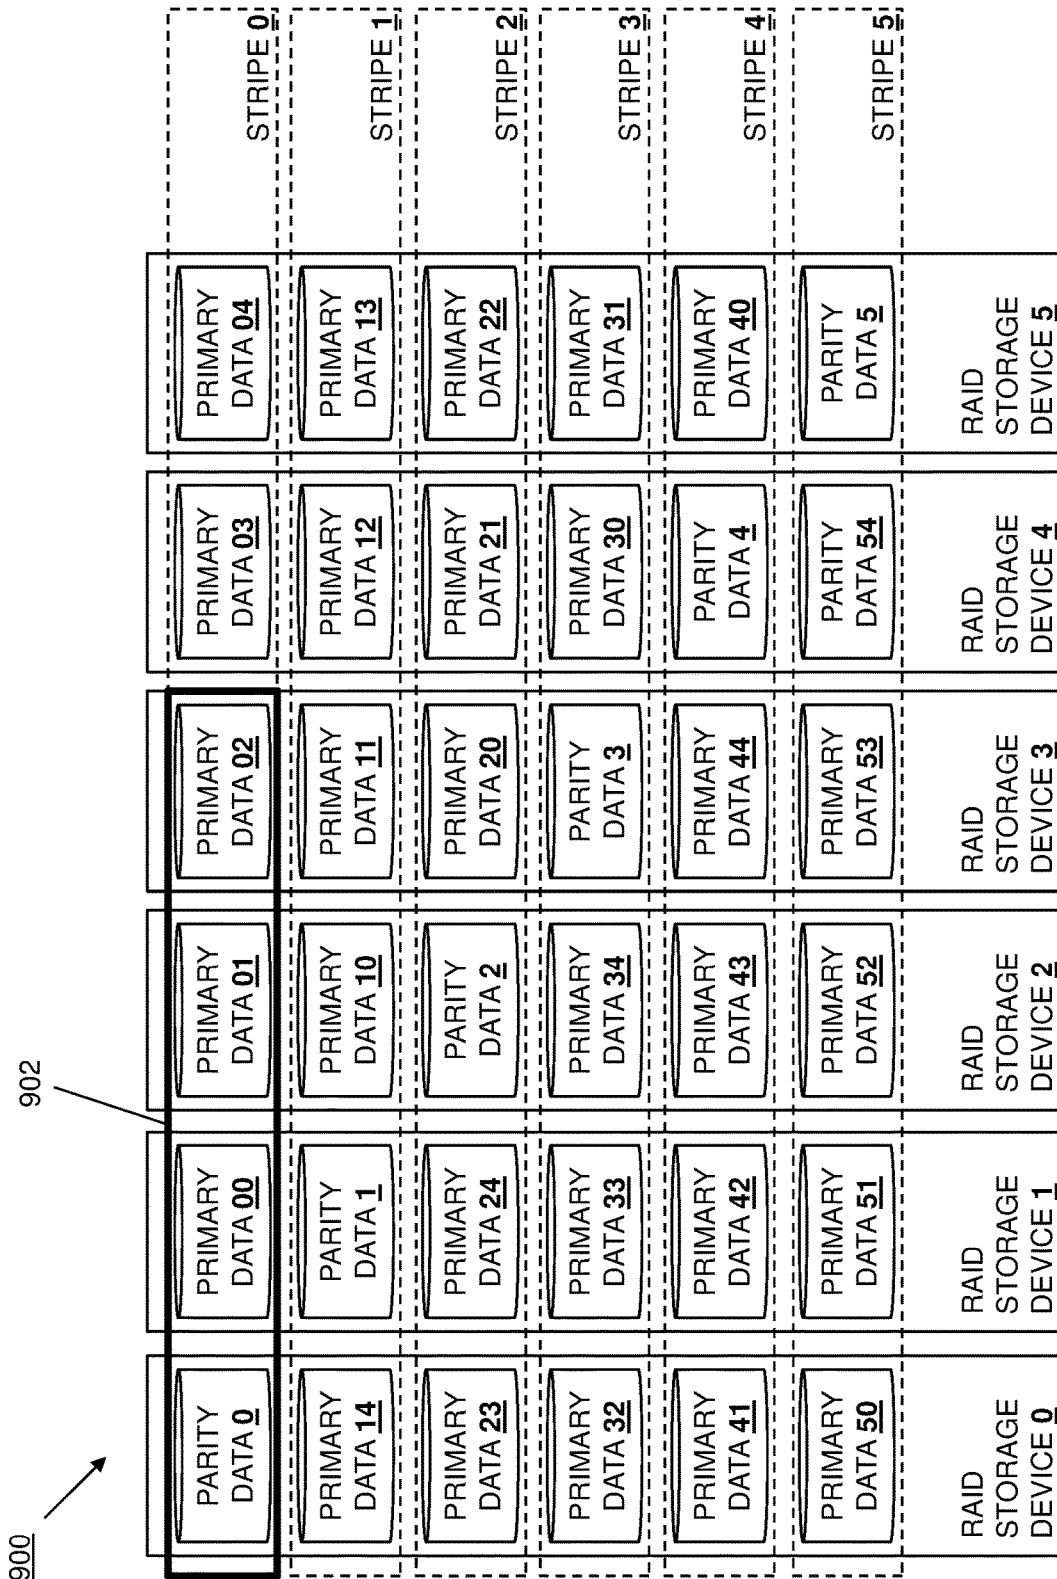 900
902
PARITY
DATA 0
PRIMARY
DATA 00
PRIMARY
DATA 01
PRIMARY
DATA 02
PRIMARY
DATA 03
PRIMARY
DATA 04
STRIPE 0
PRIMARY
DATA 14
PARITY
DATA 1
PRIMARY
DATA 10
PRIMARY
DATA 11
PRIMARY
DATA 12
PRIMARY
DATA 13
STRIPE 1
PRIMARY
DATA 23
PRIMARY
DATA 24
PARITY
DATA 2
PRIMARY
DATA 20
PRIMARY
DATA 21
PRIMARY
DATA 22
STRIPE 2
PRIMARY
DATA 32
PRIMARY
DATA 33
PRIMARY
DATA 34
PARITY
DATA 3
PRIMARY
DATA 30
PRIMARY
DATA 31
STRIPE 3
PRIMARY
DATA 41
PRIMARY
DATA 42
PRIMARY
DATA 43
PRIMARY
DATA 44
PARITY
DATA 4
PRIMARY
DATA 40
STRIPE 4
PRIMARY
DATA 50
PRIMARY
DATA 51
PRIMARY
DATA 52
PRIMARY
DATA 53
PARITY
DATA 54
PARITY
DATA 5
STRIPE 5
RAID
STORAGE
DEVICE 0
RAID
STORAGE
DEVICE 1
RAID
STORAGE
DEVICE 2
RAID
STORAGE
DEVICE 3
RAID
STORAGE
DEVICE 4
RAID
STORAGE
DEVICE 5